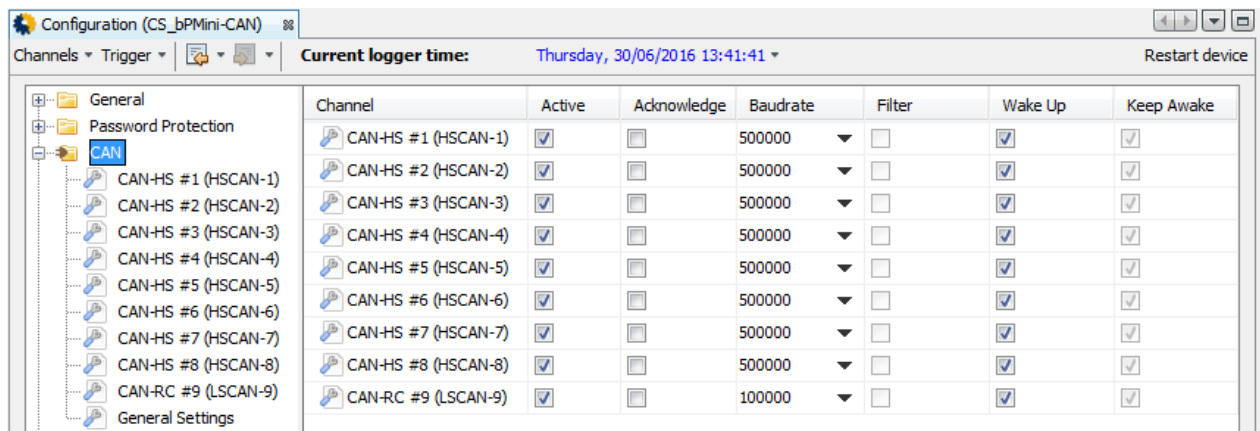 Configuration (CS_bPMini-CAN)
Channels Trigger Current logger time: Thursday, 30/06/2016 13:41:41 Restart device
General
Password Protection
CAN
CAN-HS #1 (HSCAN-1)
CAN-HS #2 (HSCAN-2)
CAN-HS #3 (HSCAN-3)
CAN-HS #4 (HSCAN-4)
CAN-HS #5 (HSCAN-5)
CAN-HS #6 (HSCAN-6)
CAN-HS #7 (HSCAN-7)
CAN-HS #8 (HSCAN-8)
CAN-RC #9 (LSCAN-9)
General Settings
Channel Active Acknowledge Baudrate Filter Wake Up Keep Awake
CAN-HS #1 (HSCAN-1) 500000
CAN-HS #2 (HSCAN-2) 500000
CAN-HS #3 (HSCAN-3) 500000
CAN-HS #4 (HSCAN-4) 500000
CAN-HS #5 (HSCAN-5) 500000
CAN-HS #6 (HSCAN-6) 500000
CAN-HS #7 (HSCAN-7) 500000
CAN-HS #8 (HSCAN-8) 500000
CAN-RC #9 (LSCAN-9) 100000